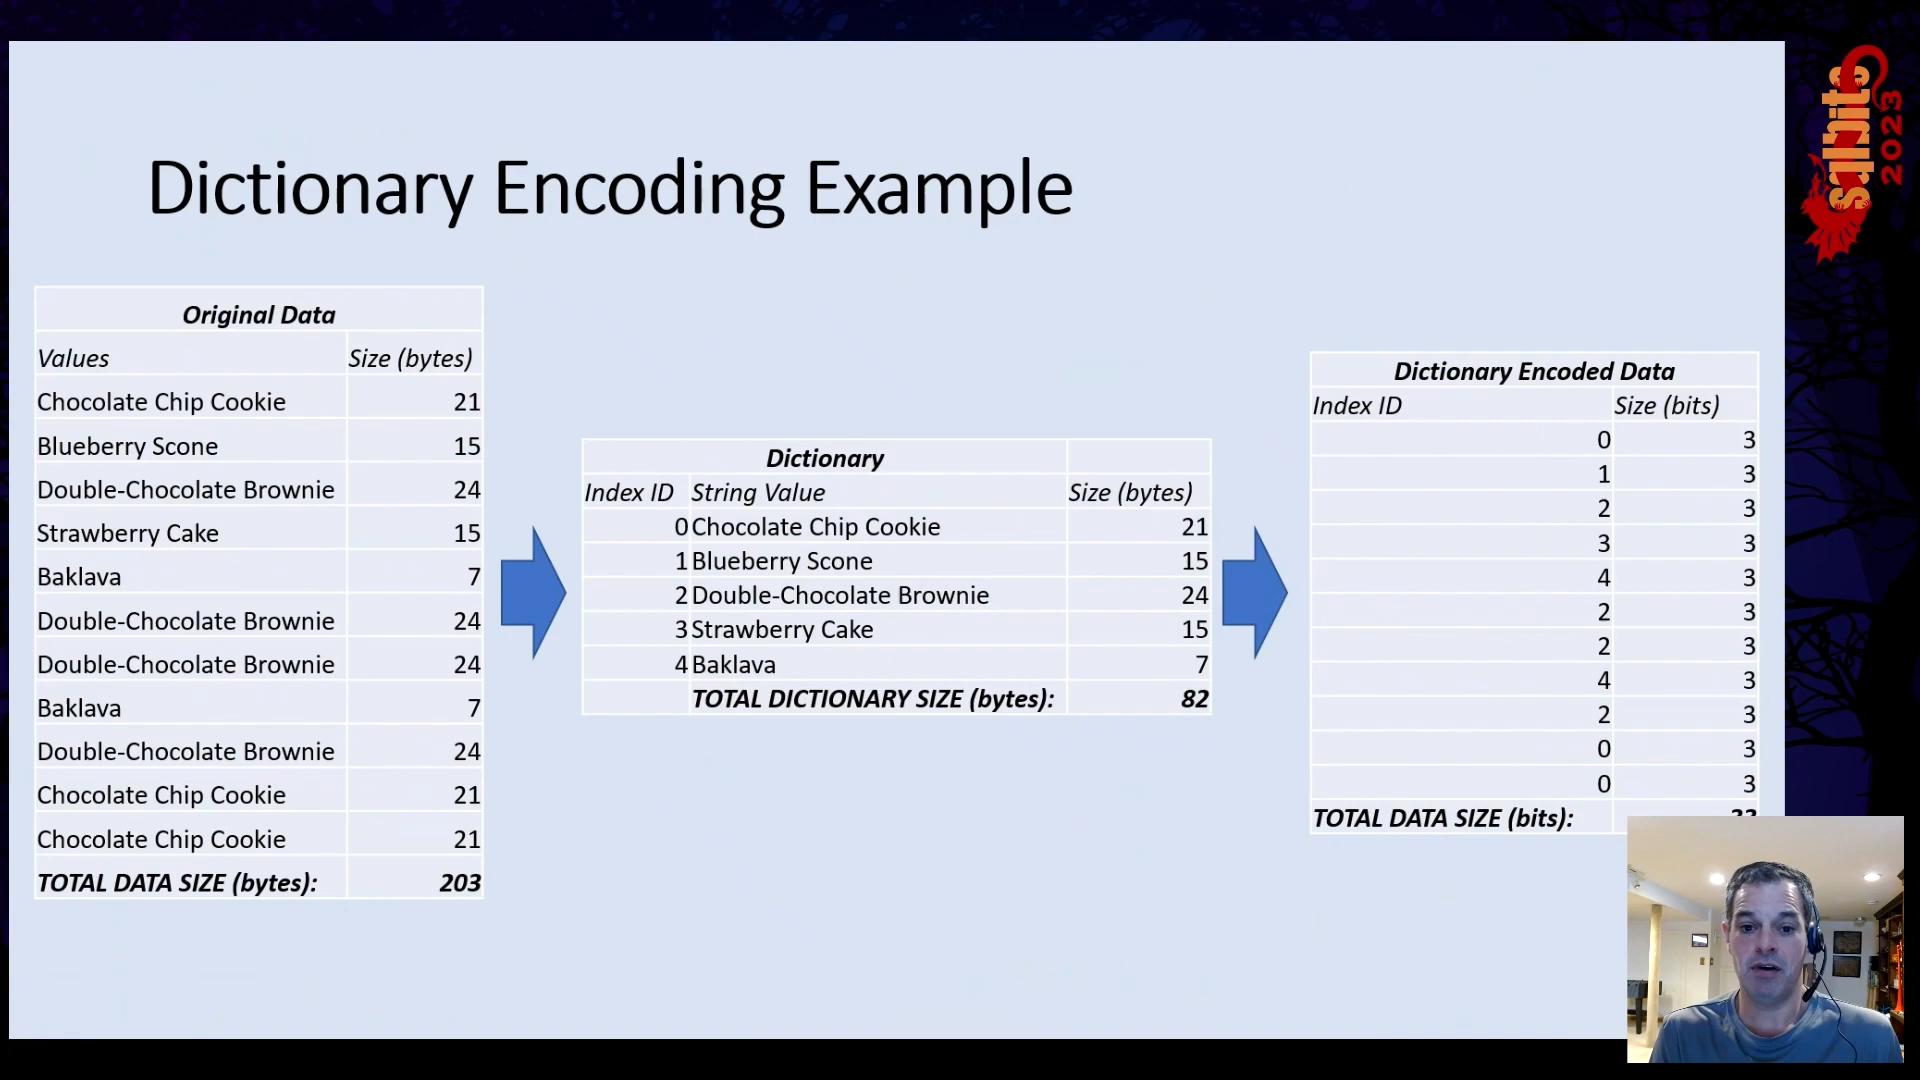 Dictionary Encoding Example
Original Data
Values Size (bytes)
Chocolate Chip Cookie 21
Blueberry Scone 15
Double-Chocolate Brownie 24
Strawberry Cake 15
Baklava 7
Double-Chocolate Brownie 24
Double-Chocolate Brownie 24
Baklava 7
Double-Chocolate Brownie 24
Chocolate Chip Cookie 21
Chocolate Chip Cookie 21
TOTAL DATA SIZE (bytes): 203
Dictionary
Index ID String Value Size (bytes)
0 Chocolate Chip Cookie 21
1 Blueberry Scone 15
2 Double-Chocolate Brownie 24
3 Strawberry Cake 15
4 Baklava 7
TOTAL DICTIONARY SIZE (bytes): 82
Dictionary Encoded Data
Index ID Size (bits)
0 3
1 3
2 3
3 3
4 3
2 3
2 3
4 3
2 3
0 3
0 3
TOTAL DATA SIZE (bits):
sqlbits
2023